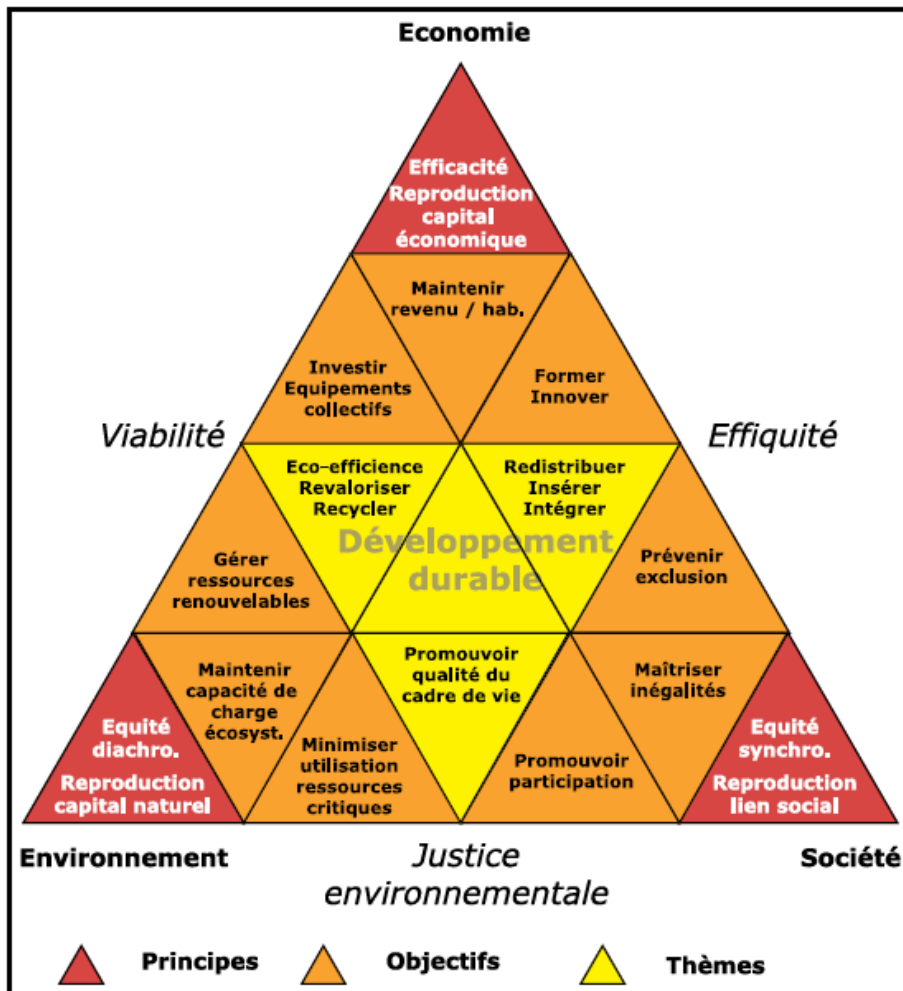 Economie
Efficacité
Reproduction
capital
économique
Maintenir
revenu / hab.
Investir
Equipements
collectifs
Former
Innover
Viabilité
Effiquité
Eco-efficience
Revaloriser
Recycler
Redistribuer
Insérer
Intégrer
Développement
durable
Gérer
ressources
renouvelables
Prévenir
exclusion
Maintenir
capacité de
charge
écosyst.
Promouvoir
qualité du
cadre de vie
Maîtriser
inégalités
Equité
diachro.
Reproduction
capital naturel
Minimiser
utilisation
ressources
critiques
Promouvoir
participation
Equité
synchro.
Reproduction
lien social
Environnement
Justice
environnementale
Société
Principes
Objectifs
Thèmes